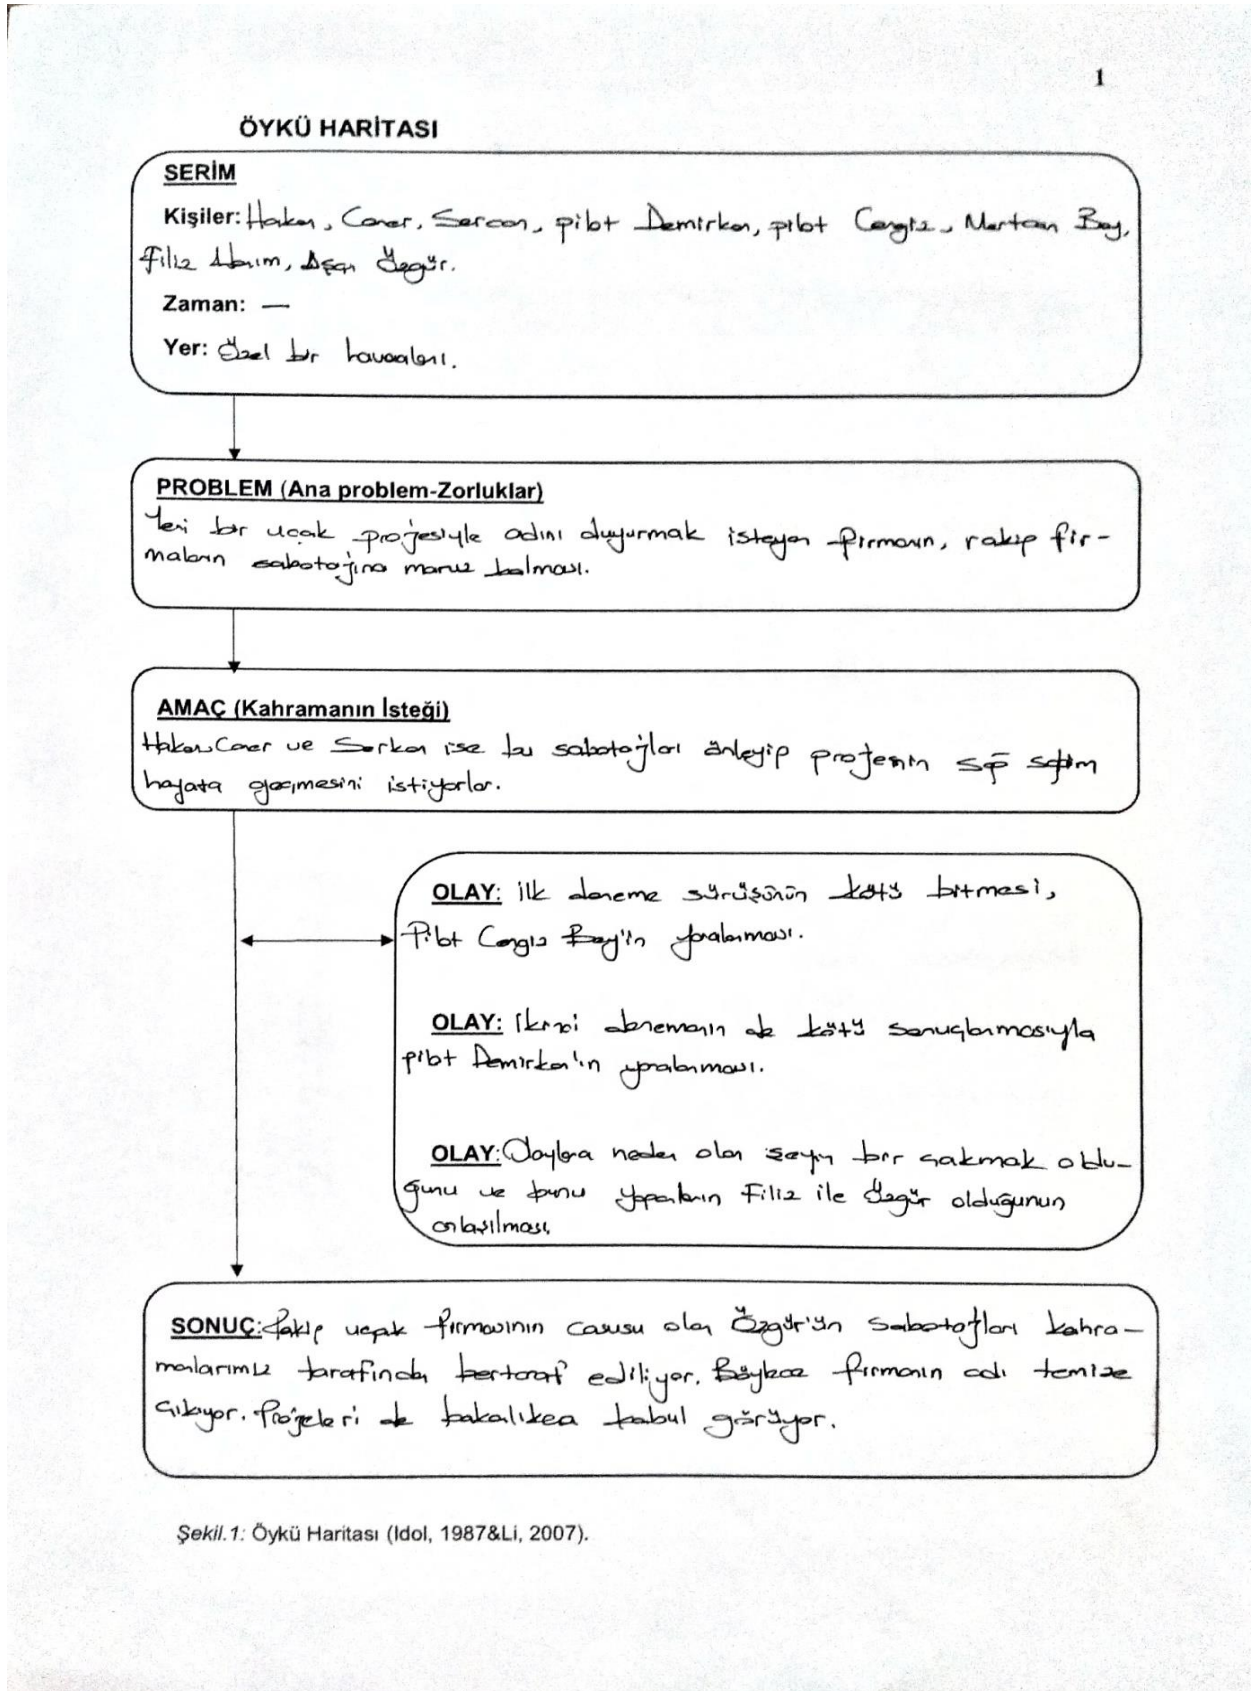 1
ÖYKÜ HARİTASI
SERİM
Kişiler: Hakan, Caner, Sercan, pilot Demirkan, pilot Cengiz, Mertcan Bey,
Filiz Hanım, Aşçı Özgür.
Zaman: —
Yer: Özel bir havaalanı.
PROBLEM (Ana problem-Zorluklar)
Yeni bir uçak projesiyle adını duyurmak isteyen firmanın, rakip fir-
maların sabotajına maruz kalması.
AMAÇ (Kahramanın İsteği)
Hakan, Caner ve Serkan ise bu sabotajları önleyip projenin sağ salim
hayata geçmesini istiyorlar.
OLAY: İlk deneme sürüşünün kötü bitmesi,
Pilot Cengiz Bey'in yaralanması.
OLAY: İkinci denemenin de kötü sonuçlanmasıyla
pilot Demirkan'ın yaralanması.
OLAY: Olaylara neden olan şeyin bir çakmak oldu-
ğunu ve bunu yapanların Filiz ile Özgür olduğunun
anlaşılması.
SONUÇ: Rakip uçak firmasının casusu olan Özgür'ün sabotajları kahra-
manlarımız tarafından bertaraf ediliyor. Böylece firmanın adı temize
çıkıyor. Projeleri de bakanlıkça kabul görüyor.
Şekil.1: Öykü Haritası (Idol, 1987&Li, 2007).